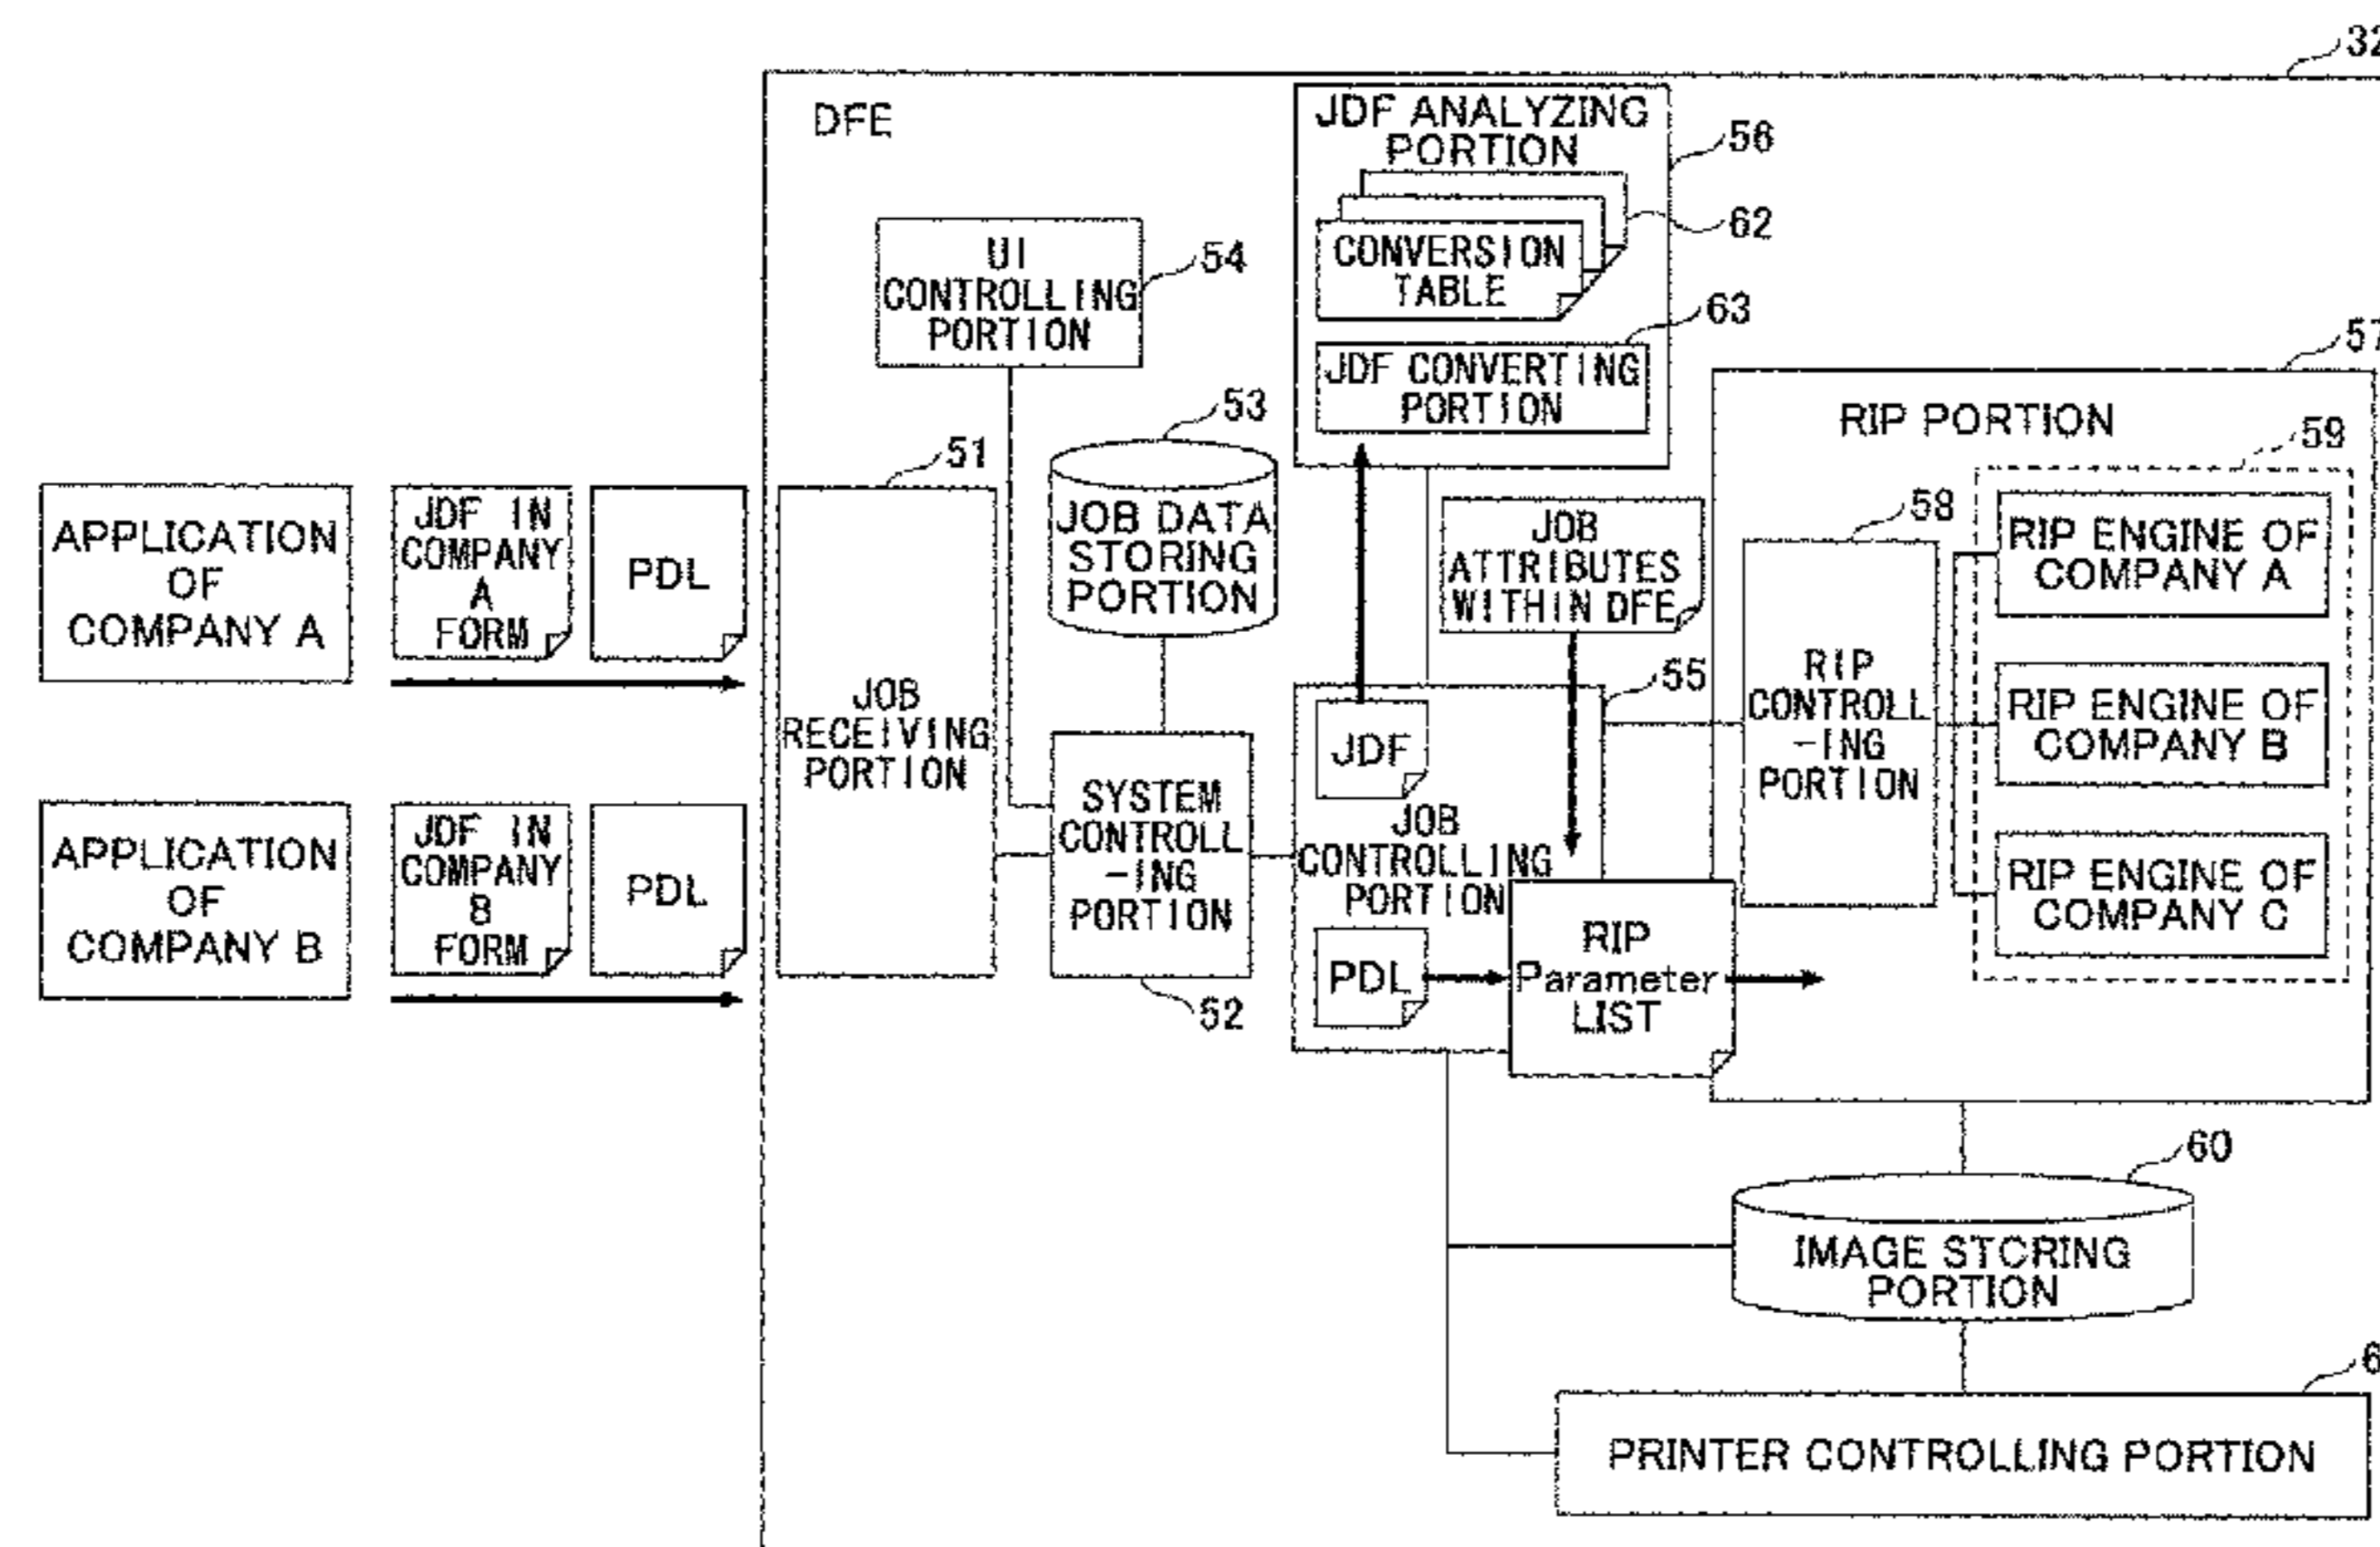 32
DFE
JDF ANALYZING
PORTION
56
62
CONVERSION
TABLE
63
JDF CONVERTING
PORTION
UI
CONTROLLING
PORTION
54
57
RIP PORTION
53
JOB DATA
STORING
PORTION
51
JOB
RECEIVING
PORTION
APPLICATION
OF
COMPANY A
JDF IN
COMPANY
A
FORM
PDL
APPLICATION
OF
COMPANY B
JDF IN
COMPANY
B
FORM
PDL
SYSTEM
CONTROLL
-ING
PORTION
52
JOB
ATTRIBUTES
WITHIN DFE
55
JDF
JOB
CONTROLLING
PORTION
PDL
RIP
Parameter
LIST
58
RIP
CONTROLL
-ING
PORTION
59
RIP ENGINE OF
COMPANY A
RIP ENGINE OF
COMPANY B
RIP ENGINE OF
COMPANY C
60
IMAGE STORING
PORTION
PRINTER CONTROLLING PORTION